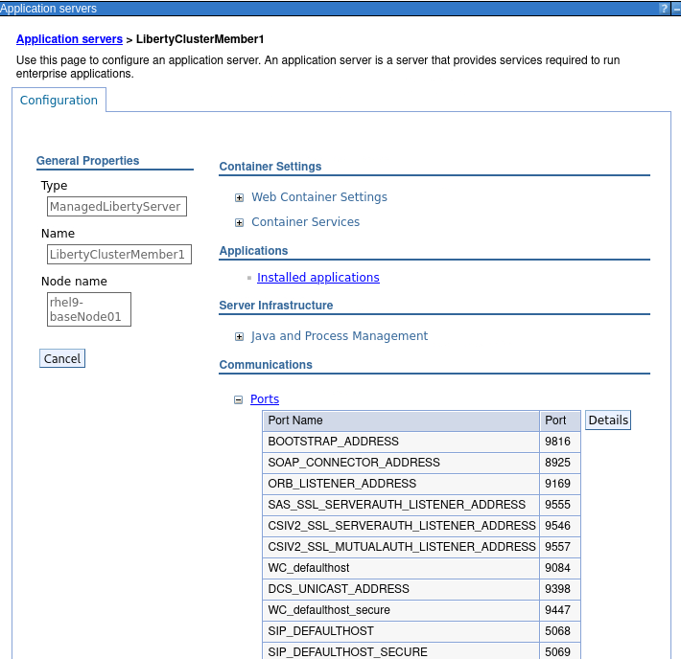 Application servers
?
Application servers > LibertyClusterMember1
Use this page to configure an application server. An application server is a server that provides services required to run
enterprise applications.
Configuration
General Properties
Type
ManagedLibertyServer
Name
LibertyClusterMember1
Node name
rhel9-
baseNode01
Cancel
Container Settings
Web Container Settings
Container Services
Applications
Installed applications
Server Infrastructure
Java and Process Management
Communications
Ports
Port Name Port Details
BOOTSTRAP_ADDRESS 9816
SOAP_CONNECTOR_ADDRESS 8925
ORB_LISTENER_ADDRESS 9169
SAS_SSL_SERVERAUTH_LISTENER_ADDRESS 9555
CSIV2_SSL_SERVERAUTH_LISTENER_ADDRESS 9546
CSIV2_SSL_MUTUALAUTH_LISTENER_ADDRESS 9557
WC_defaulthost 9084
DCS_UNICAST_ADDRESS 9398
WC_defaulthost_secure 9447
SIP_DEFAULTHOST 5068
SIP_DEFAULTHOST_SECURE 5069